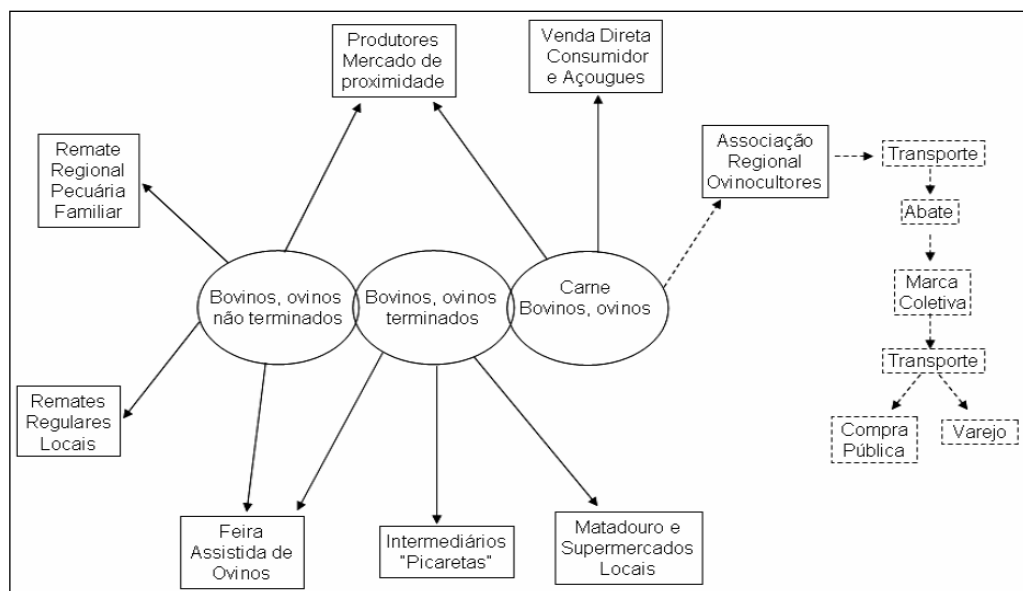 Produtores
Mercado de
proximidade
Venda Direta
Consumidor
e Açougues
Remate
Regional
Pecuária
Familiar
Associação
Regional
Ovinocultores
Transporte
Abate
Marca
Coletiva
Transporte
Compra
Pública
Varejo
Bovinos, ovinos
não terminados
Bovinos, ovinos
terminados
Carne
Bovinos, ovinos
Remates
Regulares
Locais
Feira
Assistida de
Ovinos
Intermediários
"Picaretas"
Matadouro e
Supermercados
Locais